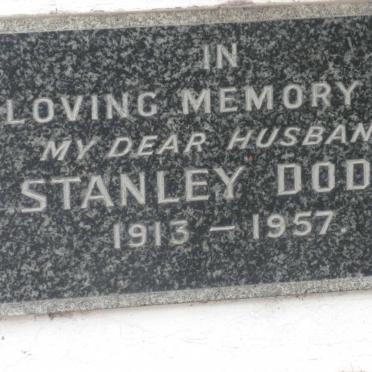 IN
LOVING MEMORY
MY DEAR HUSBAN
STANLEY DOD
1913 – 1957.